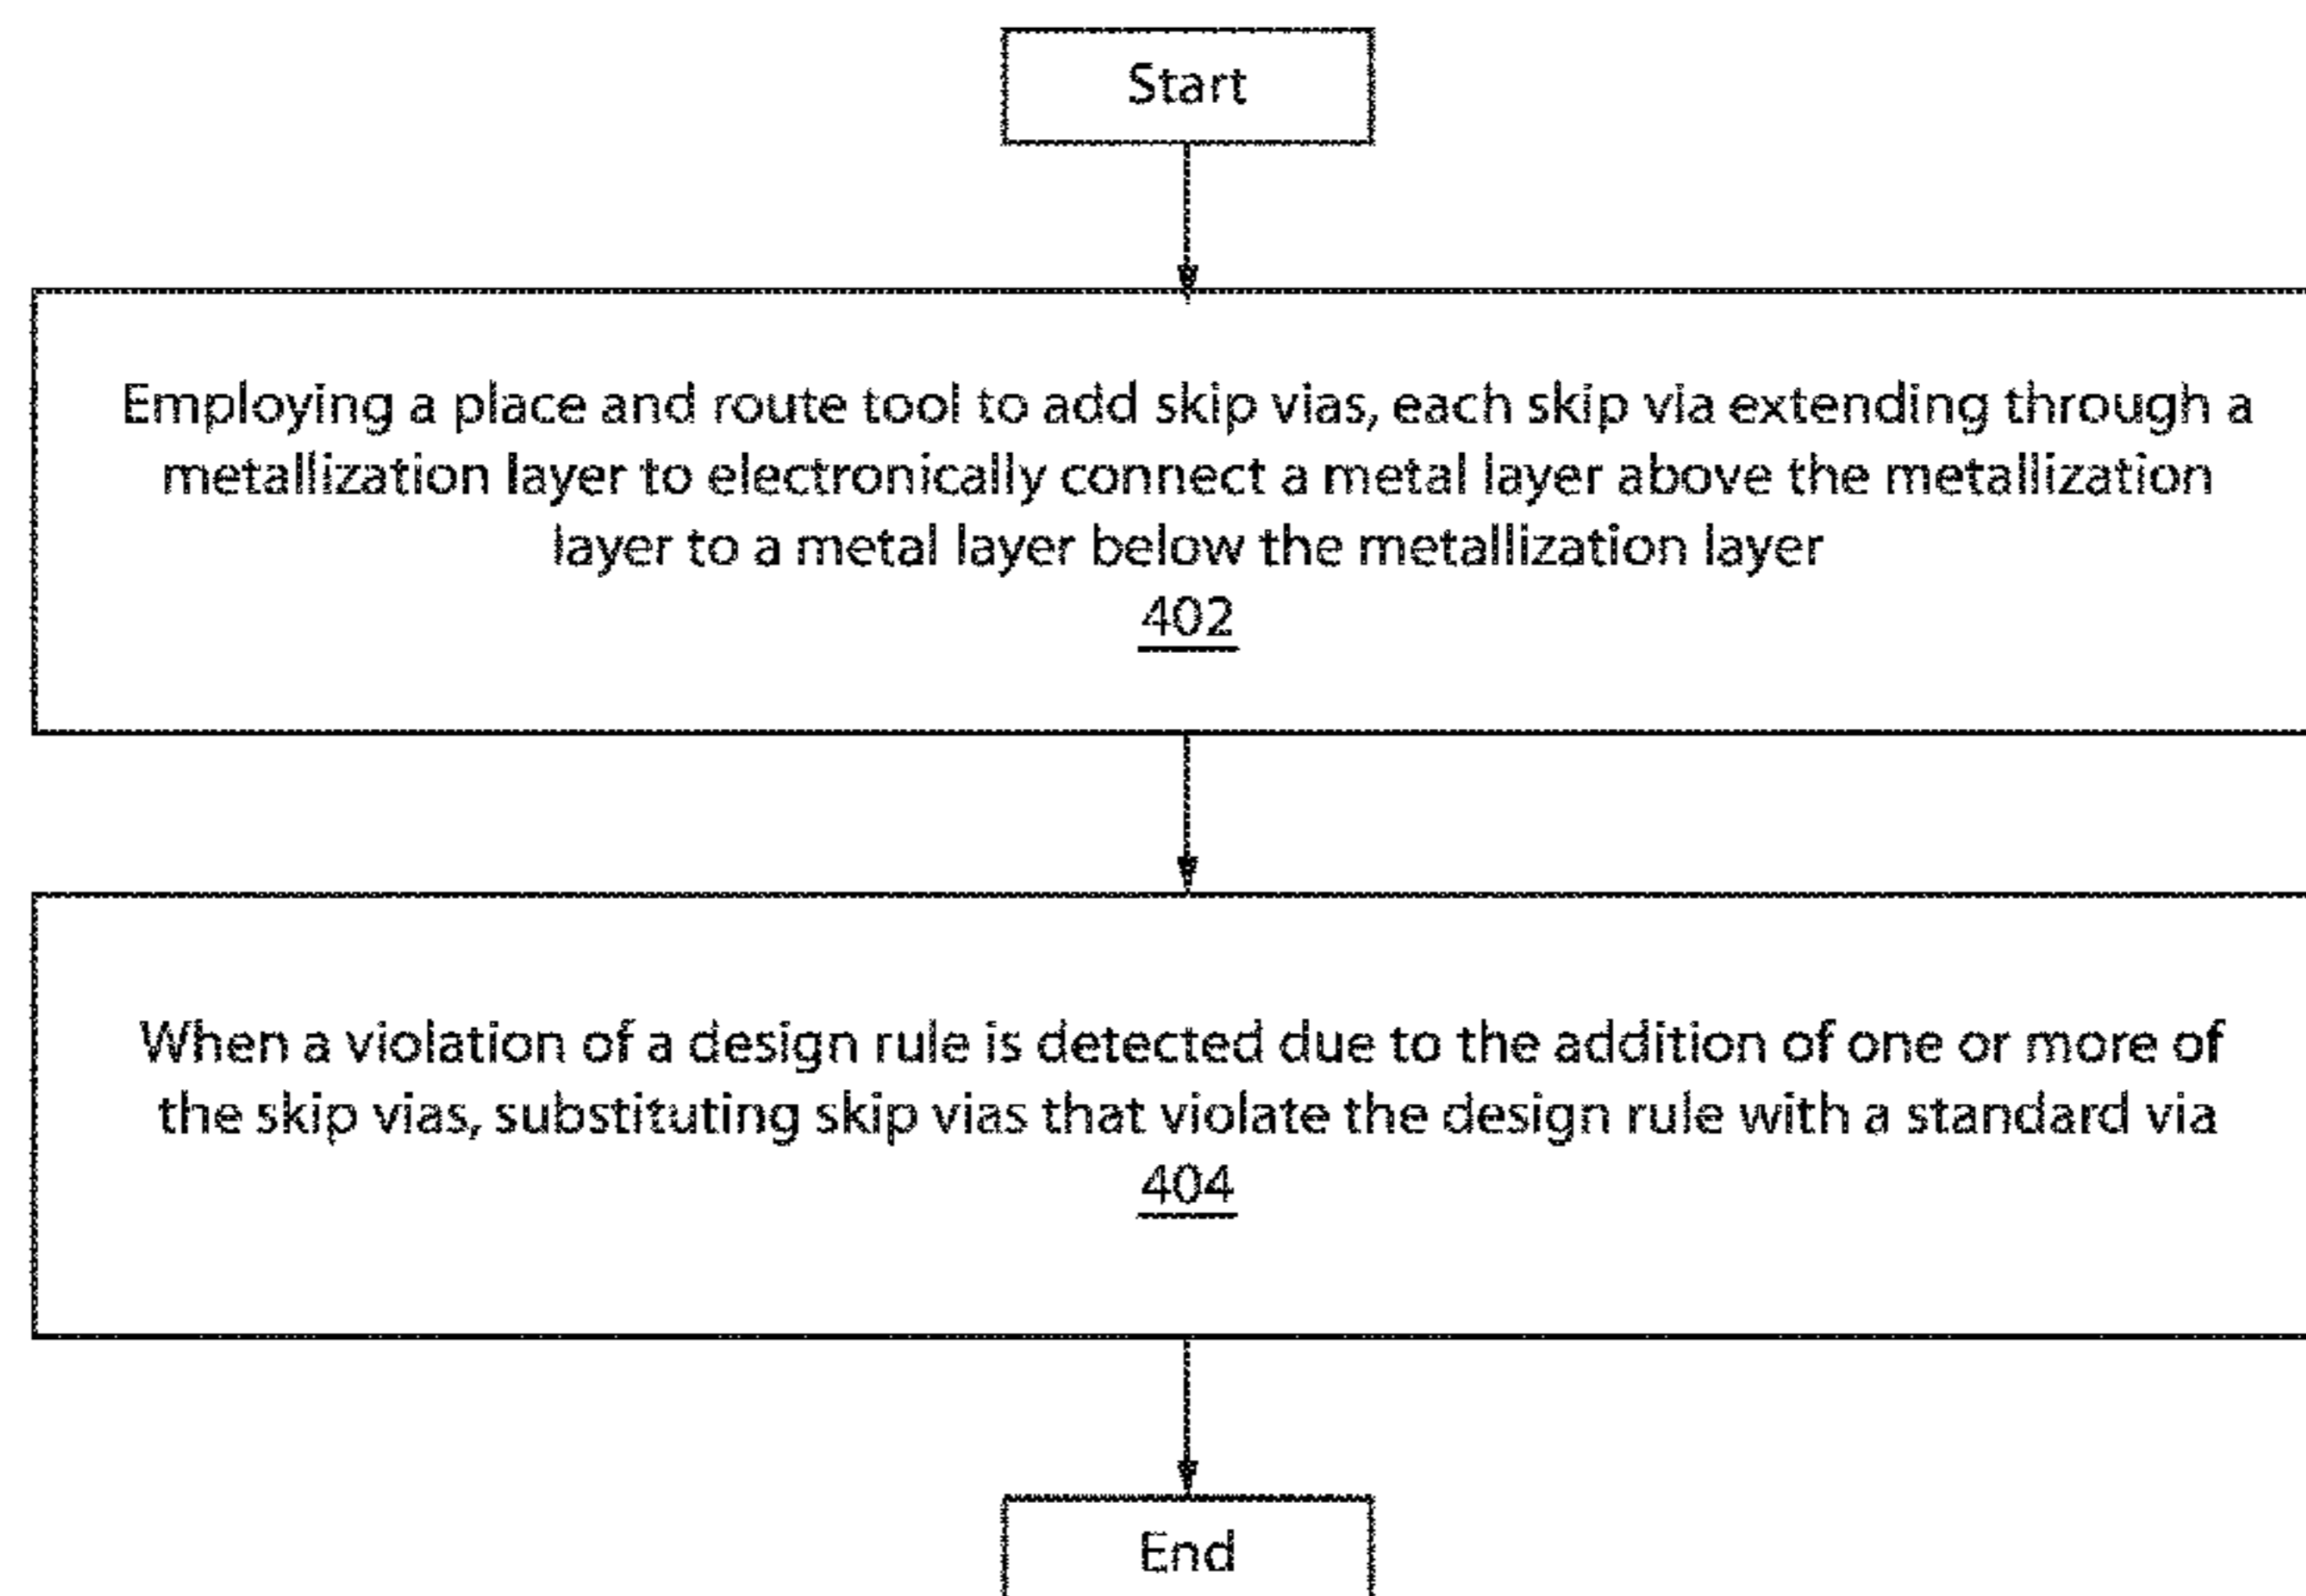 Start
Employing a place and route tool to add skip vias, each skip via extending through a
metallization layer to electronically connect a metal layer above the metallization
layer to a metal layer below the metallization layer
402
When a violation of a design rule is detected due to the addition of one or more of
the skip vias, substituting skip vias that violate the design rule with a standard via
404
End